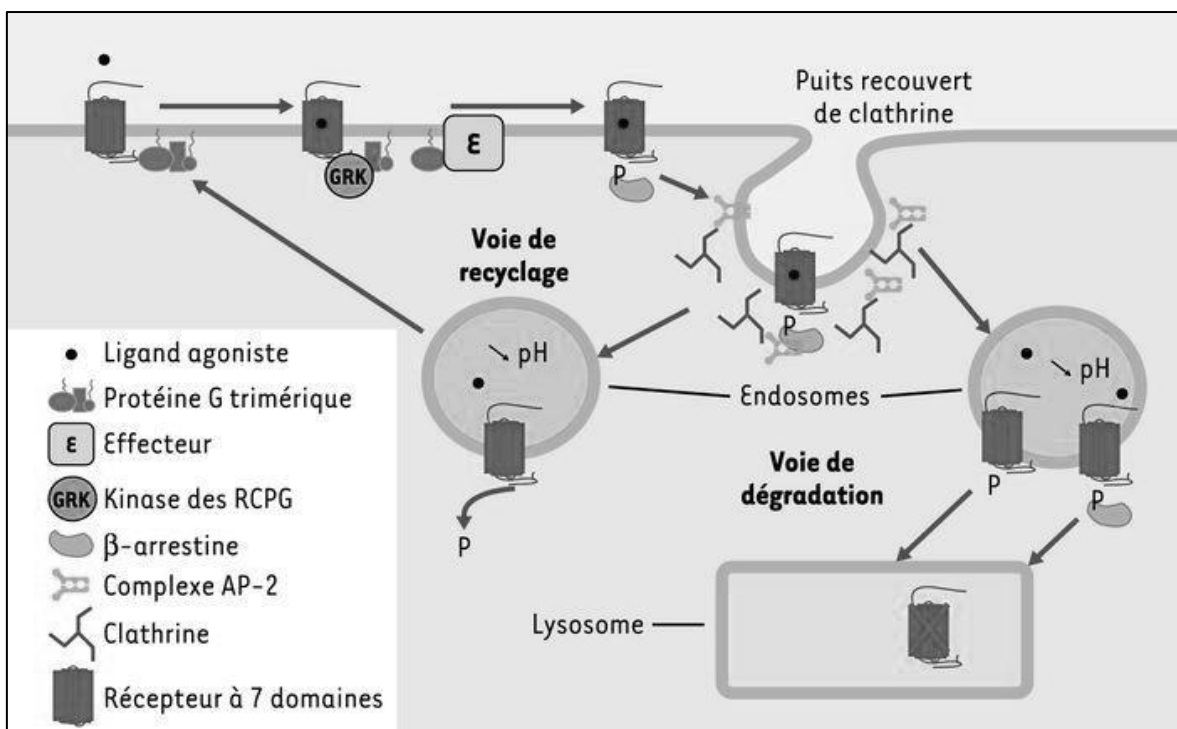 Puits recouvert
de clathrine
ε
GRK
P
Voie de
recyclage
P
pH
Endosomes
pH
Voie de
dégradation
P
P
P
Lysosome
Ligand agoniste
Protéine G trimérique
ε Effecteur
GRK Kinase des RCPG
β-arrestine
Complexe AP-2
Clathrine
Récepteur à 7 domaines